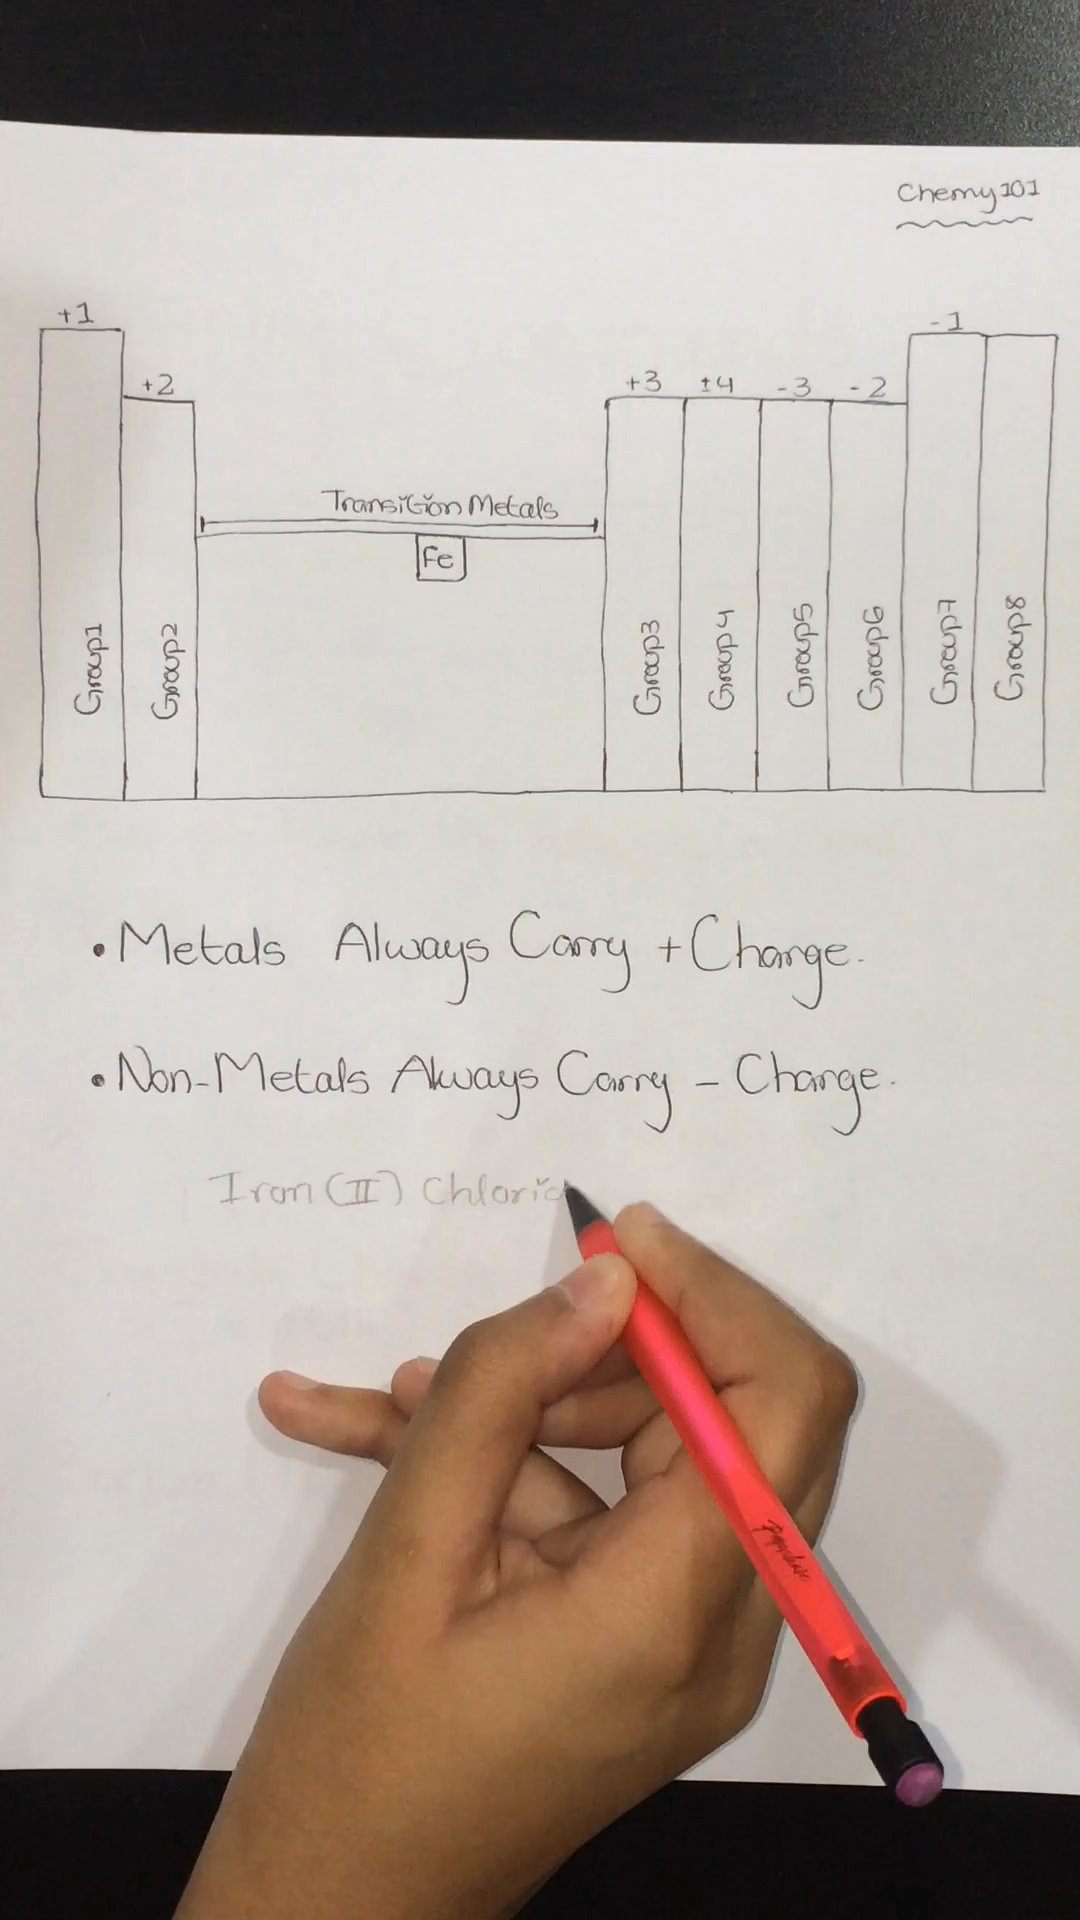 Chemy101
+1
-1
+2
+3 ±4 -3 -2
Transition Metals
Fe
Group1
Group2
Group3
Group4
Group5
Group6
Group7
Group8
• Metals Always Carry + Charge.
• Non-Metals Always Carry - Charge.
Iron (II) Chlorid